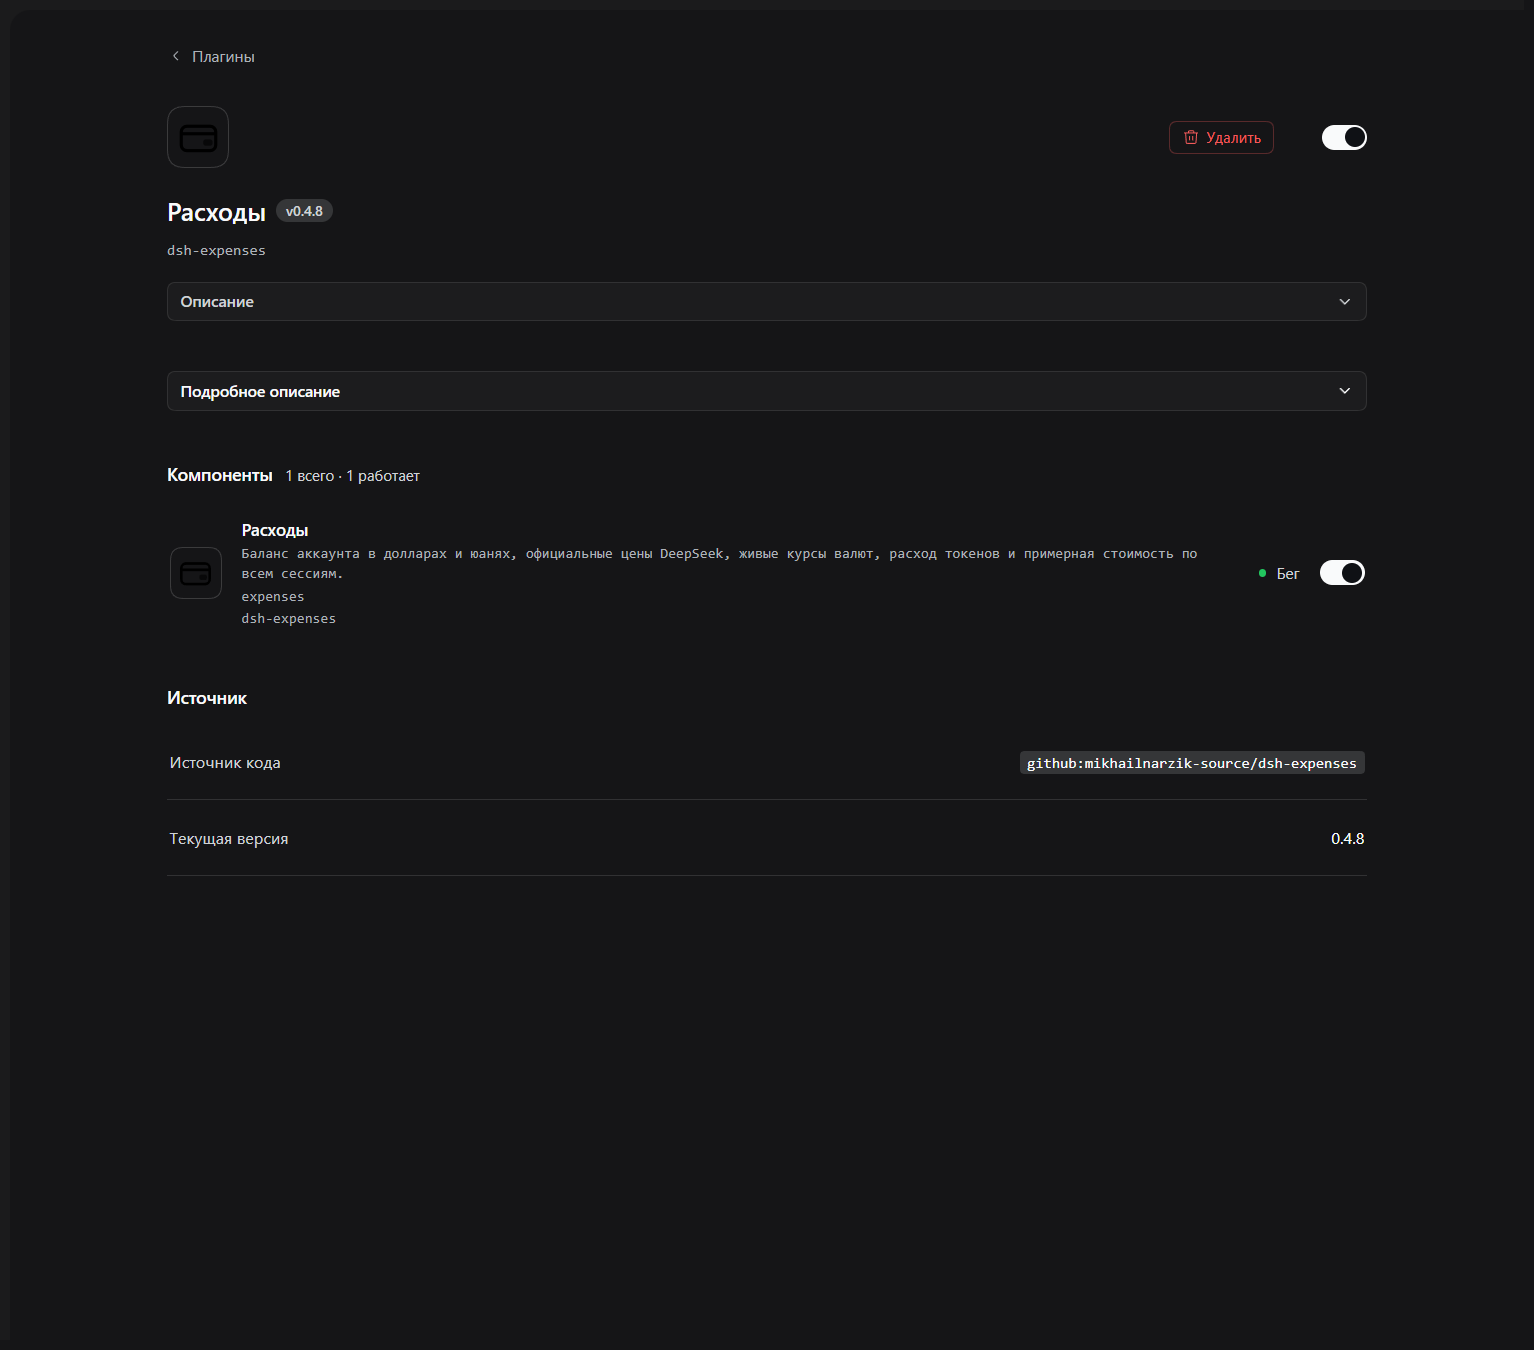 Плагины
Удалить
Расходы v0.4.8
dsh-expenses
Описание
Подробное описание
Компоненты 1 всего · 1 работает
Расходы
Баланс аккаунта в долларах и юанях, официальные цены DeepSeek, живые курсы валют, расход токенов и примерная стоимость по
всем сессиям.
expenses
dsh-expenses
Бег
Источник
Источник кода github:mikhailnarzik-source/dsh-expenses
Текущая версия 0.4.8